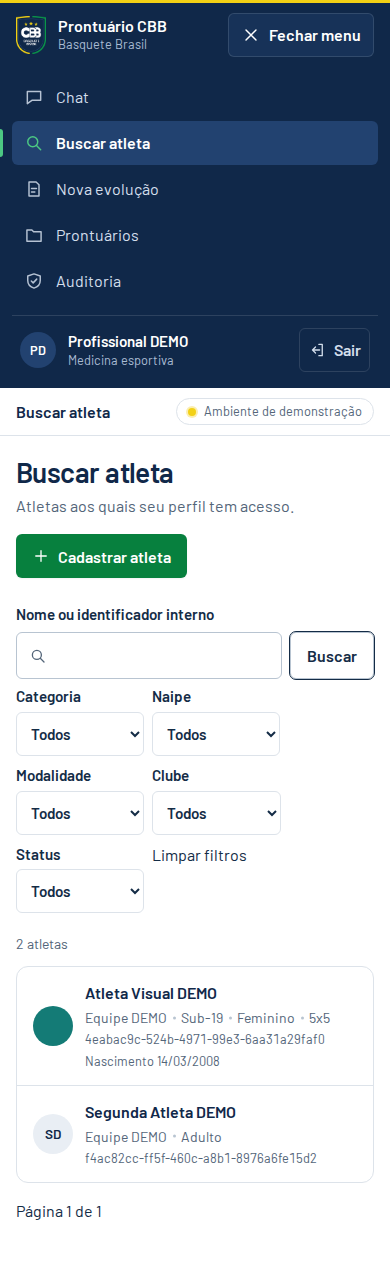 CBB
Prontuário CBB
Basquete Brasil
Fechar menu
Chat
Buscar atleta
Nova evolução
Prontuários
Auditoria
PD
Profissional DEMO
Medicina esportiva
Sair
Buscar atleta
Ambiente de demonstração
Buscar atleta
Atletas aos quais seu perfil tem acesso.
Cadastrar atleta
Nome ou identificador interno
Buscar
Categoria Naipe
Todos Todos
Modalidade Clube
Todos Todos
Status Limpar filtros
Todos
2 atletas
Atleta Visual DEMO
Equipe DEMO • Sub-19 • Feminino • 5x5
4eabac9c-524b-4971-99e3-6aa31a29faf0
Nascimento 14/03/2008
SD
Segunda Atleta DEMO
Equipe DEMO • Adulto
f4ac82cc-ff5f-460c-a8b1-8976a6fe15d2
Página 1 de 1